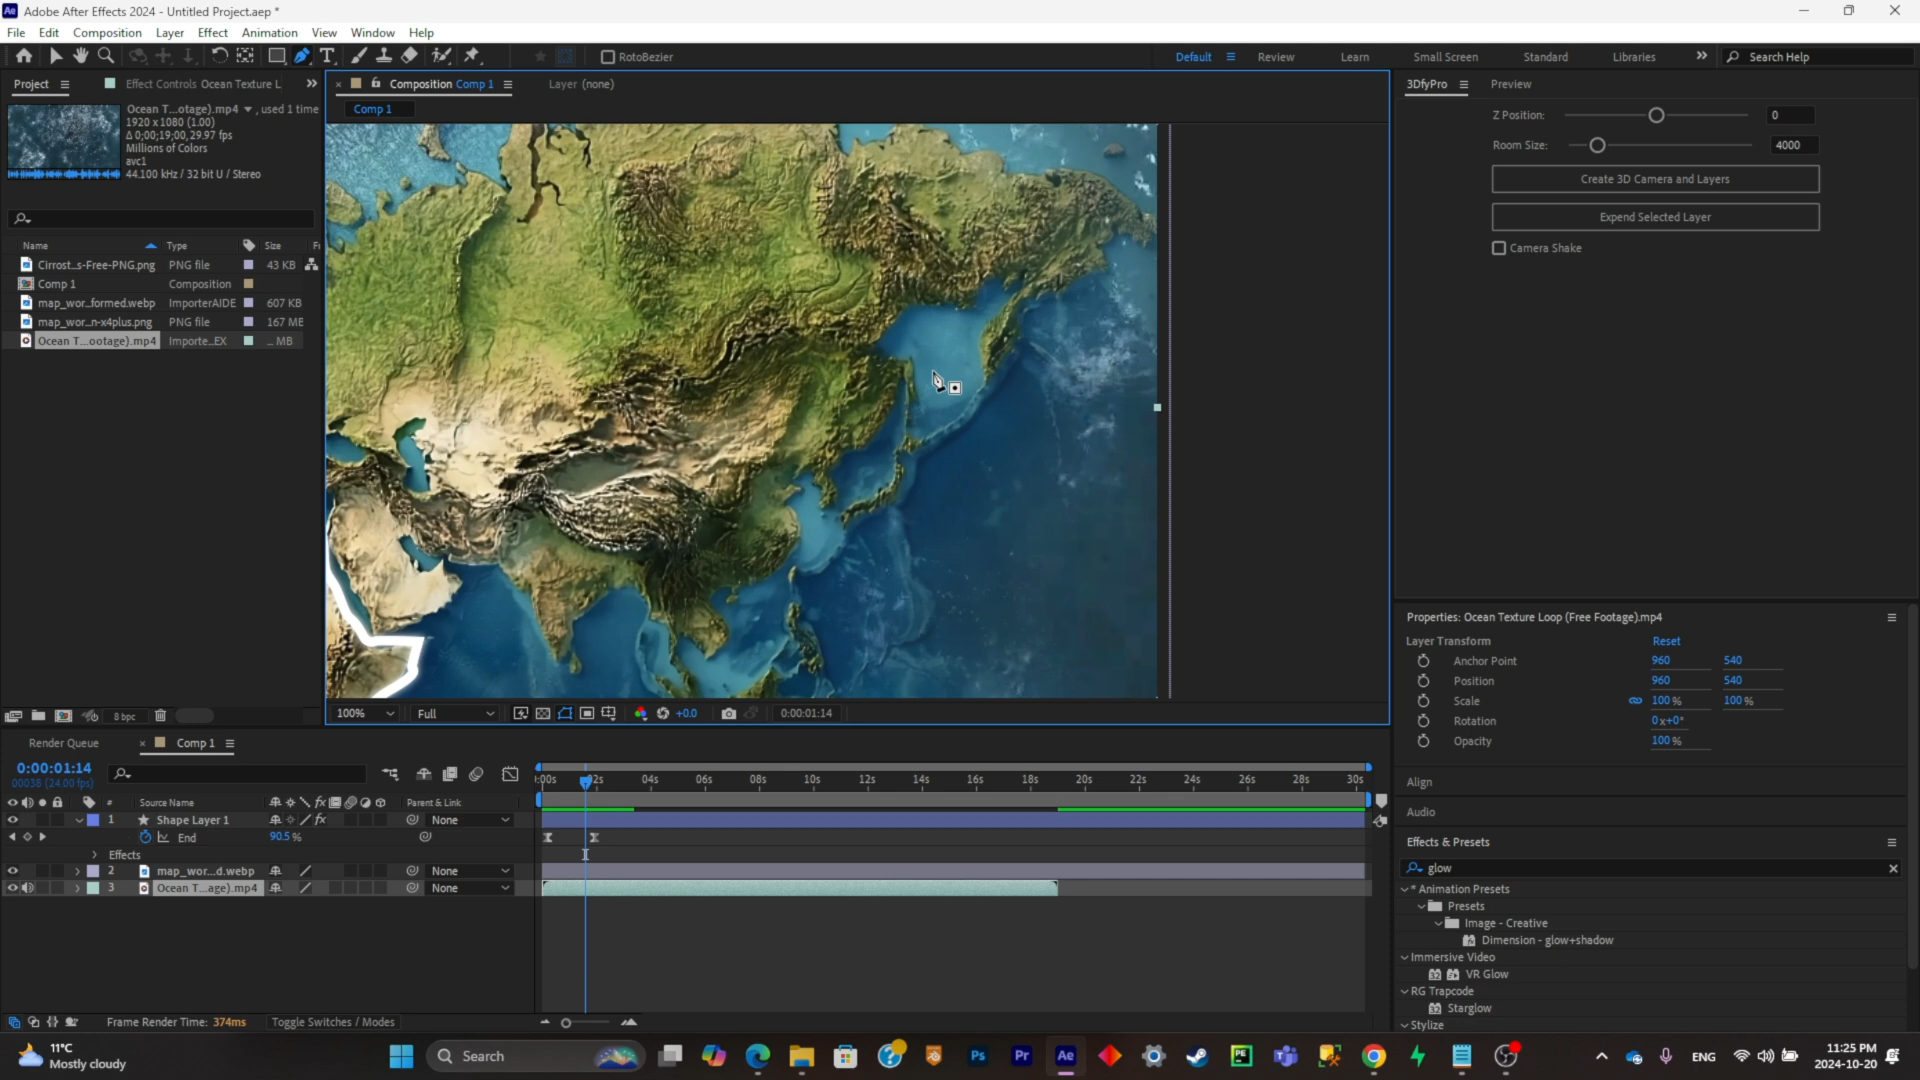 Adobe After Effects 2024 - Untitled Project.aep *
File Edit Composition Layer Effect Animation View Window Help
RotoBezier
Default Review Learn Small Screen Standard Libraries Search Help
Project Effect Controls Ocean Texture L
Composition Comp 1 Layer (none)
Comp 1
Ocean T...otage).mp4 , used 1 time
1920 x 1080 (1.00)
Δ 0;00;19;00, 29.97 fps
Millions of Colors
avc1
44.100 kHz / 32 bit U / Stereo
Name Type Size
Cirrost..s-Free-PNG.png PNG file 43 KB
Comp 1 Composition
map_wor...formed.webp ImporterAIDE 607 KB
map_wor...n-x4plus.png PNG file 167 MB
Ocean T...ootage).mp4 Importe...EX ... MB
8 bpc
100% Full +0.0 0:00:01:14
3DfyPro Preview
Z Position: 0
Room Size: 4000
Create 3D Camera and Layers
Expend Selected Layer
Camera Shake
Properties: Ocean Texture Loop (Free Footage).mp4
Layer Transform Reset
Anchor Point 960 540
Position 960 540
Scale 100 % 100 %
Rotation 0x+0°
Opacity 100 %
Align
Audio
Effects & Presets
glow
* Animation Presets
Presets
Image - Creative
Dimension - glow+shadow
Immersive Video
VR Glow
RG Trapcode
Starglow
Stylize
Render Queue Comp 1
0:00:01:14
00038 (24.00 fps)
:00s 02s 04s 06s 08s 10s 12s 14s 16s 18s 20s 22s 24s 26s 28s 30s
# Source Name fx Parent & Link
1 Shape Layer 1 fx None
End 90.5 %
Effects
2 map_wor...d.webp None
3 Ocean T...age).mp4 None
Frame Render Time: 374ms Toggle Switches / Modes
11°C
Mostly cloudy
Search
Ps Pr Ae PE
ENG
11:25 PM
2024-10-20